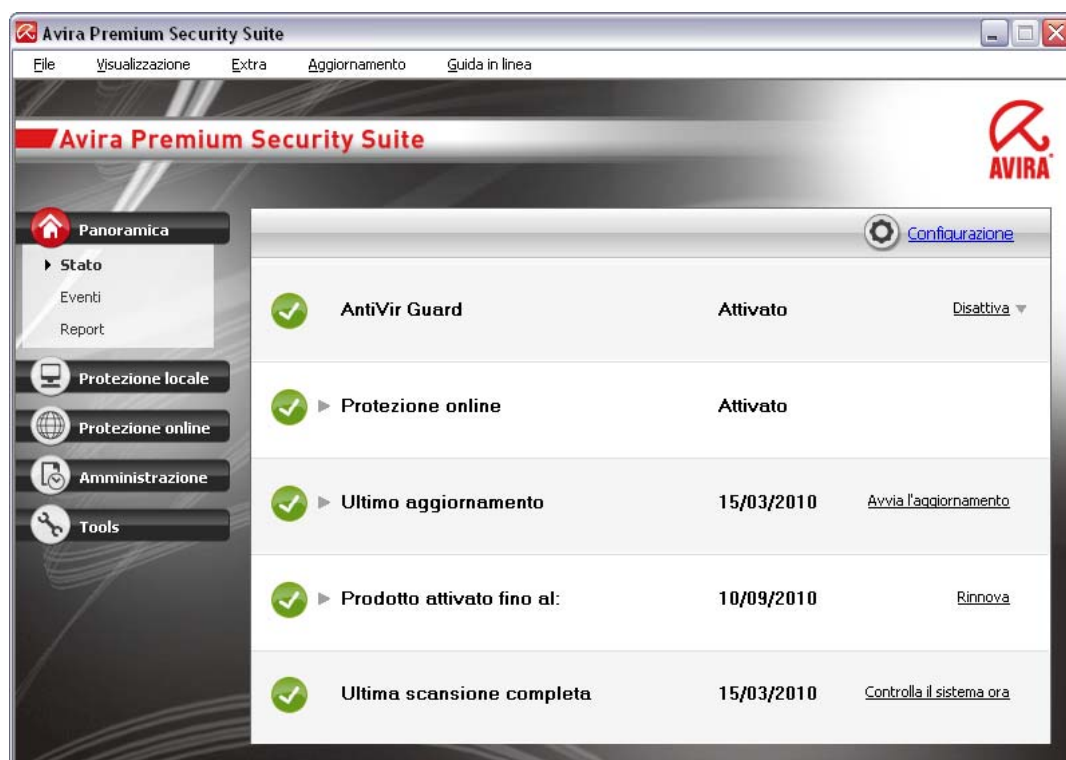 Avira Premium Security Suite
File Visualizzazione Extra Aggiornamento Guida in linea
Avira Premium Security Suite
AVIRA
Panoramica
Stato
Eventi
Report
Protezione locale
Protezione online
Amministrazione
Tools
Configurazione
AntiVir Guard Attivato Disattiva
Protezione online Attivato
Ultimo aggiornamento 15/03/2010 Avvia l'aggiornamento
Prodotto attivato fino al: 10/09/2010 Rinnova
Ultima scansione completa 15/03/2010 Controlla il sistema ora